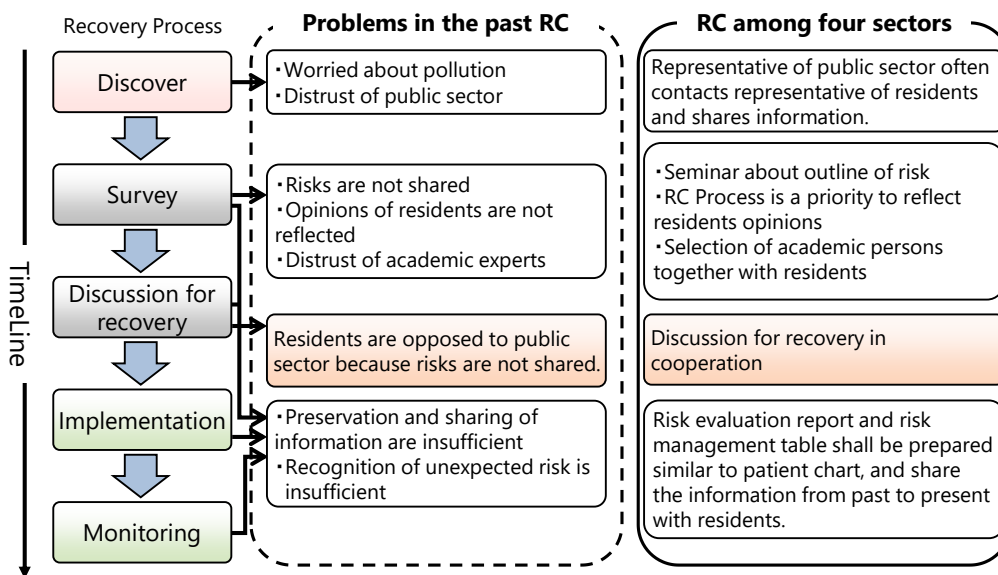 Recovery Process
Problems in the past RC
RC among four sectors
TimeLine
Discover
・Worried about pollution
・Distrust of public sector
Representative of public sector often
contacts representative of residents
and shares information.
Survey
・Risks are not shared
・Opinions of residents are not
reflected
・Distrust of academic experts
・Seminar about outline of risk
・RC Process is a priority to reflect
residents opinions
・Selection of academic persons
together with residents
Discussion for
recovery
Residents are opposed to public
sector because risks are not shared.
Discussion for recovery in
cooperation
Implementation
・Preservation and sharing of
information are insufficient
・Recognition of unexpected risk is
insufficient
Risk evaluation report and risk
management table shall be prepared
similar to patient chart, and share
the information from past to present
with residents.
Monitoring